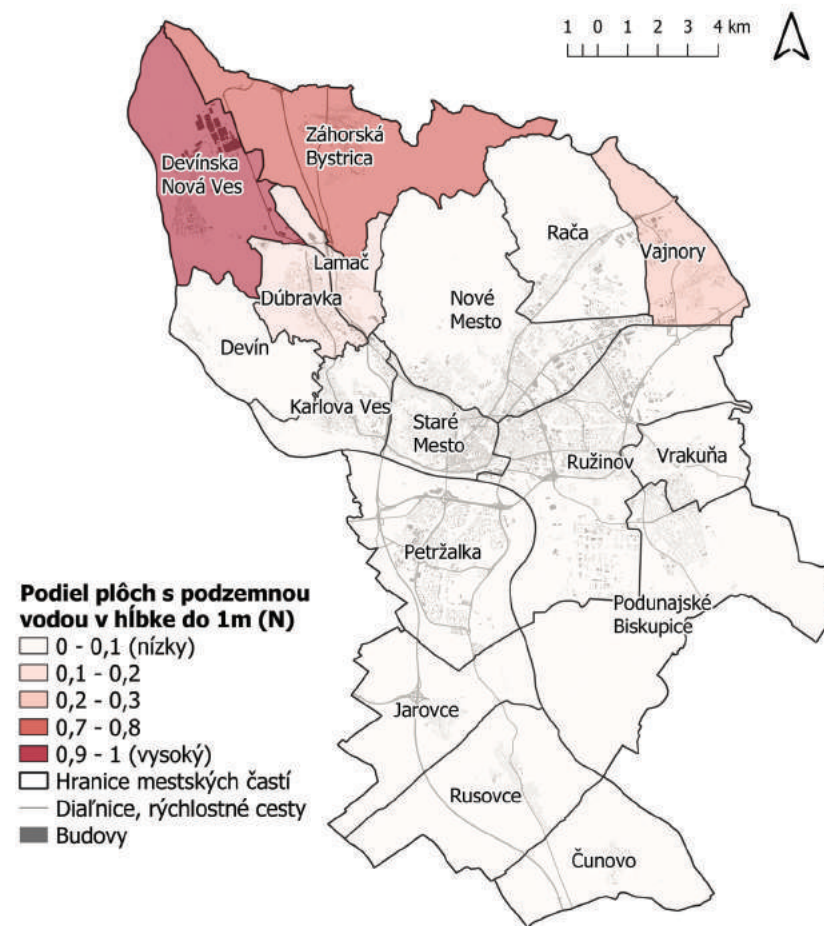 1 0 1 2 4 km
Záhorská
Bystrica
Devínska
Nová Ves
Rača
Vajnory
Lamač
Dúbravka
Nové
Mesto
Devín
Karlova Ves
Staré
Mesto
Ružinov
Vrakuňa
Petržalka
Podunajské
Biskupice
Jarovce
Rusovce
Čunovo
Podiel plôch s podzemnou
vodou v hĺbke do 1m (N)
0 - 0,1 (nízky)
0,1 - 0,2
0,2 - 0,3
0,7 - 0,8
0,9 - 1 (vysoký)
Hranice mestských častí
Diaľnice, rýchlostné cesty
Budovy